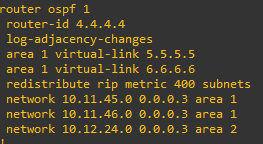 router ospf 1
router-id 4.4.4.4
log-adjacency-changes
area 1 virtual-link 5.5.5.5
area 1 virtual-link 6.6.6.6
redistribute rip metric 400 subnets
network 10.11.45.0 0.0.0.3 area 1
network 10.11.46.0 0.0.0.3 area 1
network 10.12.24.0 0.0.0.3 area 2
!